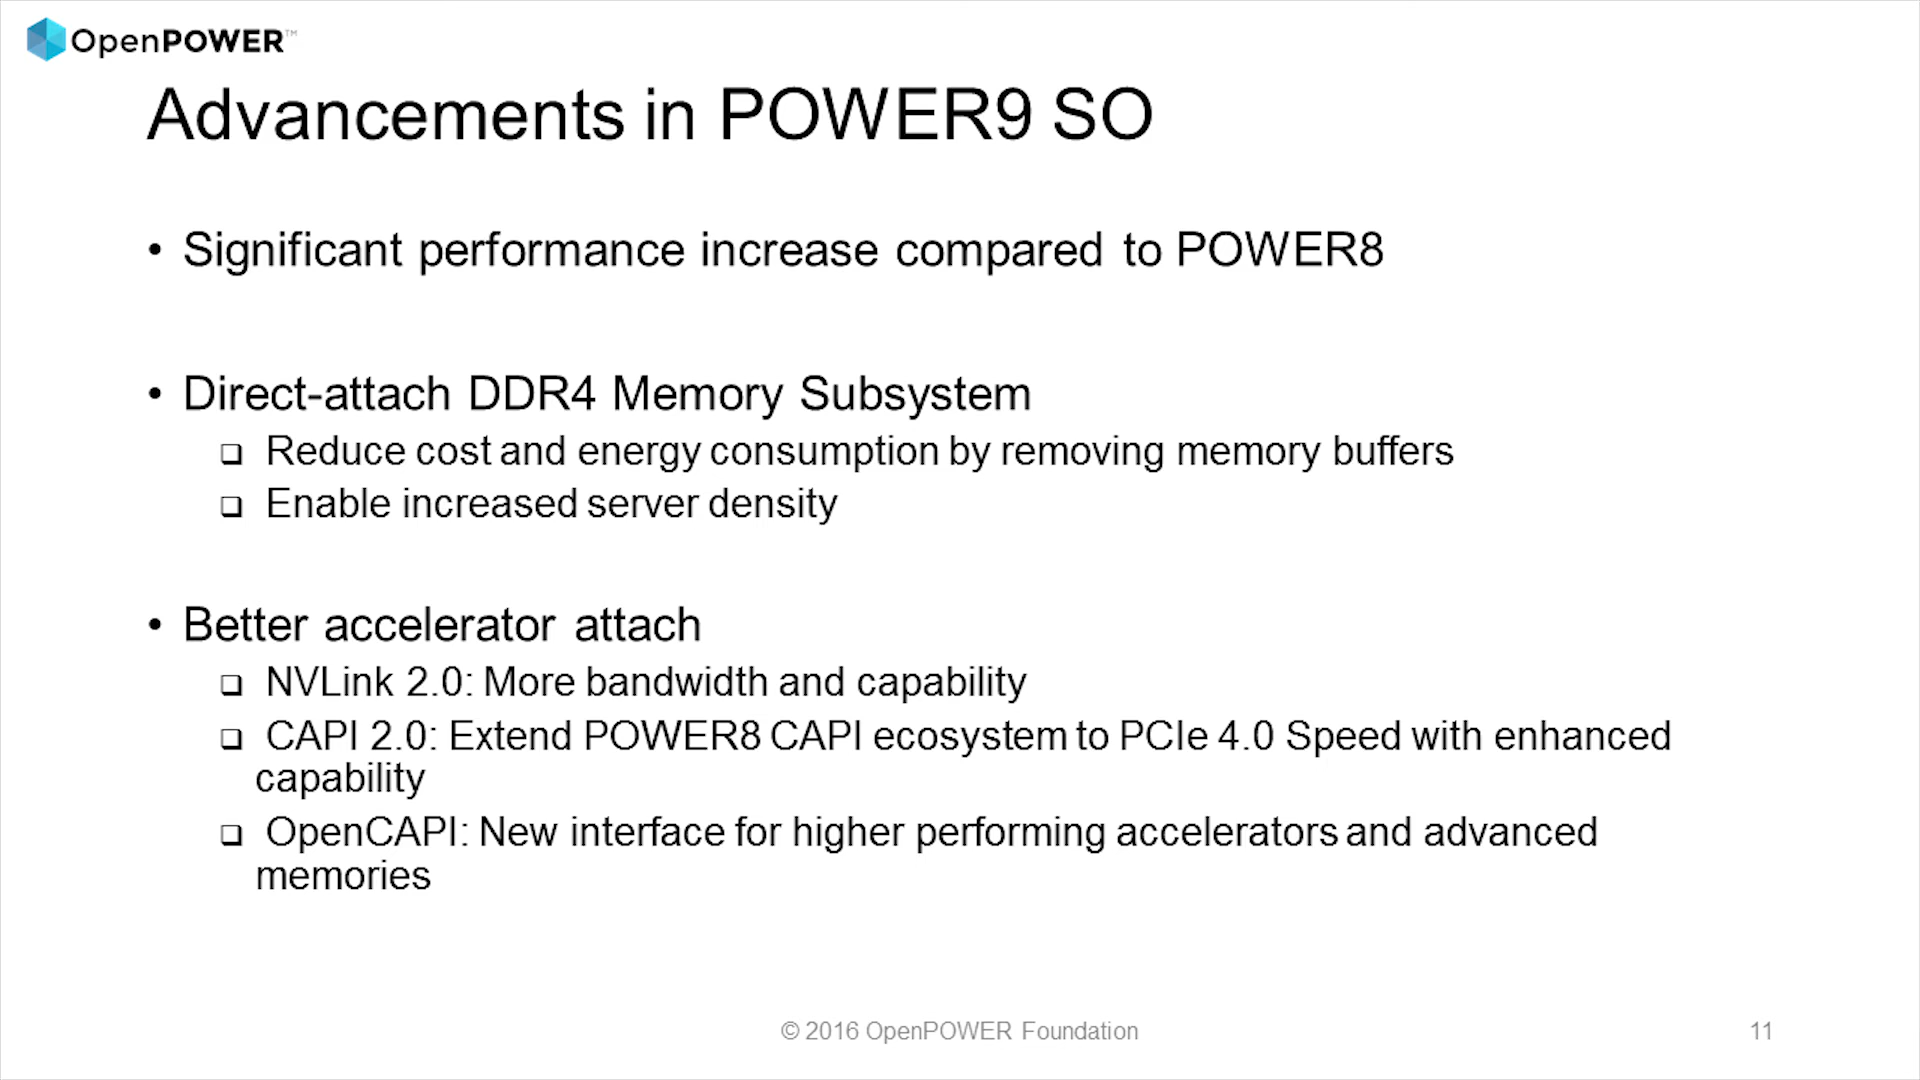 OpenPOWER™
Advancements in POWER9 SO
• Significant performance increase compared to POWER8
• Direct-attach DDR4 Memory Subsystem
❑ Reduce cost and energy consumption by removing memory buffers
❑ Enable increased server density
• Better accelerator attach
❑ NVLink 2.0: More bandwidth and capability
❑ CAPI 2.0: Extend POWER8 CAPI ecosystem to PCIe 4.0 Speed with enhanced
capability
❑ OpenCAPI: New interface for higher performing accelerators and advanced
memories
© 2016 OpenPOWER Foundation
11